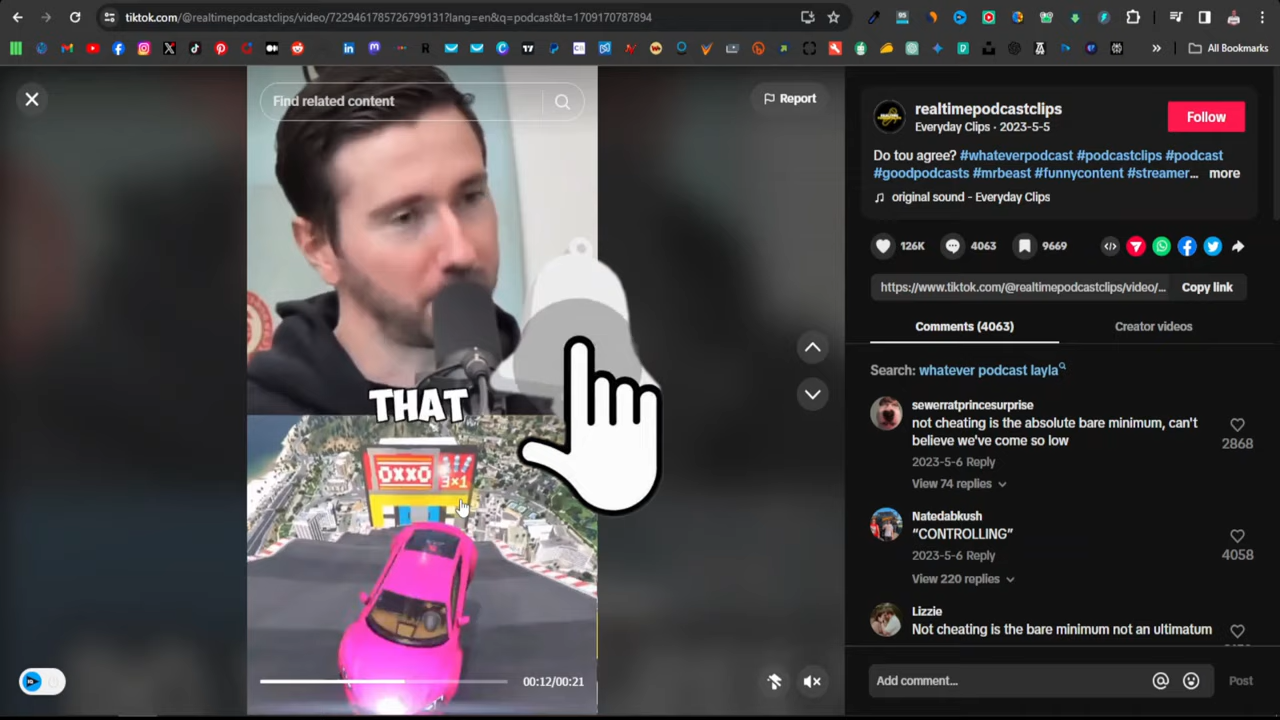 tiktok.com/@realtimepodcastclips/video/7229461785726799131?lang=en&q=podcast&t=1709170787894
All Bookmarks
Find related content
Report
THAT
OXXO
3x1
00:12/00:21
realtimepodcastclips
Everyday Clips · 2023-5-5
Follow
Do tou agree? #whateverpodcast #podcastclips #podcast
#goodpodcasts #mrbeast #funnycontent #streamer... more
original sound - Everyday Clips
126K
4063
9669
https://www.tiktok.com/@realtimepodcastclips/video/...
Copy link
Comments (4063)
Creator videos
Search: whatever podcast layla
sewerratprincesurprise
not cheating is the absolute bare minimum, can't
believe we've come so low
2868
2023-5-6 Reply
View 74 replies
Natedabkush
“CONTROLLING”
4058
2023-5-6 Reply
View 220 replies
Lizzie
Not cheating is the bare minimum not an ultimatum
Add comment...
Post